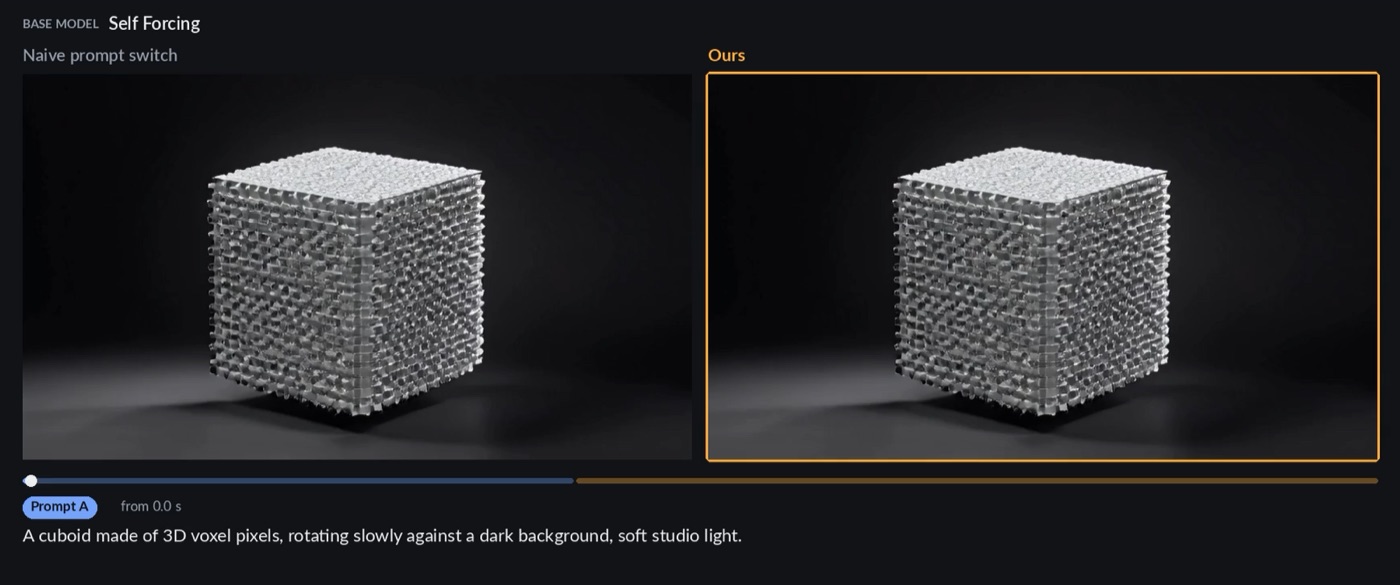 BASE MODEL Self Forcing
Naive prompt switch
Ours
Prompt A from 0.0 s
A cuboid made of 3D voxel pixels, rotating slowly against a dark background, soft studio light.